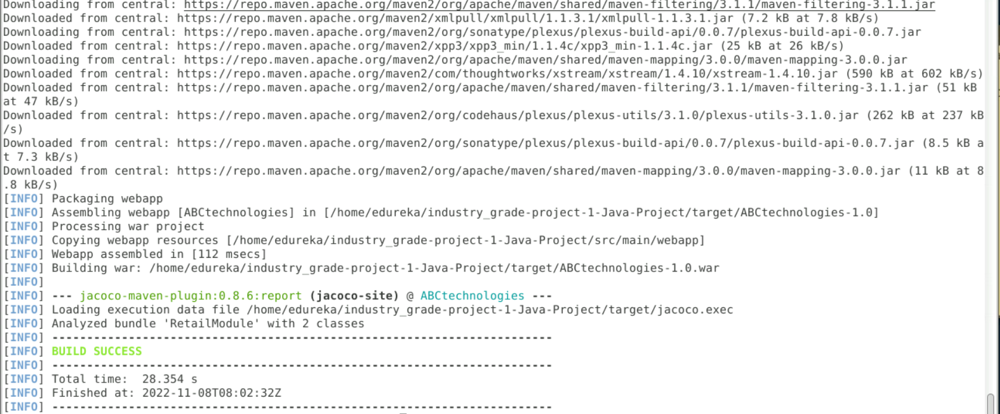 Downloading from central: https://repo.maven.apache.org/maven2/org/apache/maven/shared/maven-filtering/3.1.1/maven-filtering-3.1.1.jar
Downloaded from central: https://repo.maven.apache.org/maven2/xmlpull/xmlpull/1.1.3.1/xmlpull-1.1.3.1.jar (7.2 kB at 7.8 kB/s)
Downloading from central: https://repo.maven.apache.org/maven2/org/sonatype/plexus/plexus-build-api/0.0.7/plexus-build-api-0.0.7.jar
Downloaded from central: https://repo.maven.apache.org/maven2/xpp3/xpp3_min/1.1.4c/xpp3_min-1.1.4c.jar (25 kB at 26 kB/s)
Downloading from central: https://repo.maven.apache.org/maven2/org/apache/maven/shared/maven-mapping/3.0.0/maven-mapping-3.0.0.jar
Downloaded from central: https://repo.maven.apache.org/maven2/com/thoughtworks/xstream/xstream/1.4.10/xstream-1.4.10.jar (590 kB at 602 kB/s)
Downloaded from central: https://repo.maven.apache.org/maven2/org/apache/maven/shared/maven-filtering/3.1.1/maven-filtering-3.1.1.jar (51 kB
at 47 kB/s)
Downloaded from central: https://repo.maven.apache.org/maven2/org/codehaus/plexus/plexus-utils/3.1.0/plexus-utils-3.1.0.jar (262 kB at 237 kB
/s)
Downloaded from central: https://repo.maven.apache.org/maven2/org/sonatype/plexus/plexus-build-api/0.0.7/plexus-build-api-0.0.7.jar (8.5 kB a
t 7.3 kB/s)
Downloaded from central: https://repo.maven.apache.org/maven2/org/apache/maven/shared/maven-mapping/3.0.0/maven-mapping-3.0.0.jar (11 kB at 8
.8 kB/s)
[INFO] Packaging webapp
[INFO] Assembling webapp [ABCtechnologies] in [/home/edureka/industry_grade-project-1-Java-Project/target/ABCtechnologies-1.0]
[INFO] Processing war project
[INFO] Copying webapp resources [/home/edureka/industry_grade-project-1-Java-Project/src/main/webapp]
[INFO] Webapp assembled in [112 msecs]
[INFO] Building war: /home/edureka/industry_grade-project-1-Java-Project/target/ABCtechnologies-1.0.war
[INFO]
[INFO] --- jacoco-maven-plugin:0.8.6:report (jacoco-site) @ ABCtechnologies ---
[INFO] Loading execution data file /home/edureka/industry_grade-project-1-Java-Project/target/jacoco.exec
[INFO] Analyzed bundle 'RetailModule' with 2 classes
[INFO] ------------------------------------------------------------------------
[INFO] BUILD SUCCESS
[INFO] ------------------------------------------------------------------------
[INFO] Total time:  28.354 s
[INFO] Finished at: 2022-11-08T08:02:32Z
[INFO] ------------------------------------------------------------------------